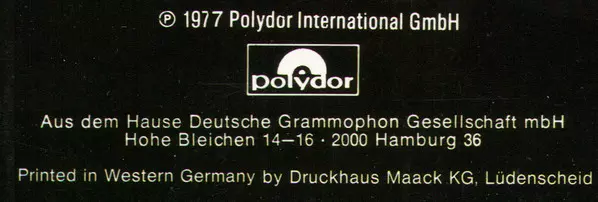 ℗ 1977 Polydor International GmbH
polydor
Aus dem Hause Deutsche Grammophon Gesellschaft mbH
Hohe Bleichen 14–16 · 2000 Hamburg 36
Printed in Western Germany by Druckhaus Maack KG, Lüdenscheid